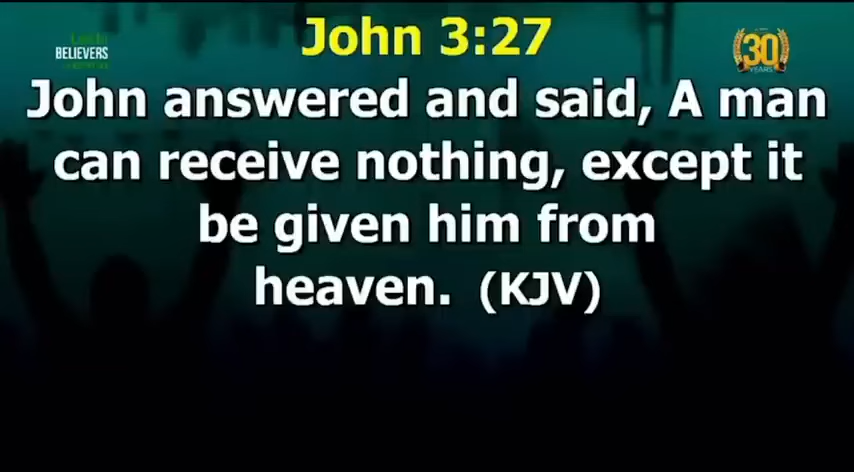 John 3:27
BELIEVERS
30
YEARS
John answered and said, A man
can receive nothing, except it
be given him from
heaven. (KJV)